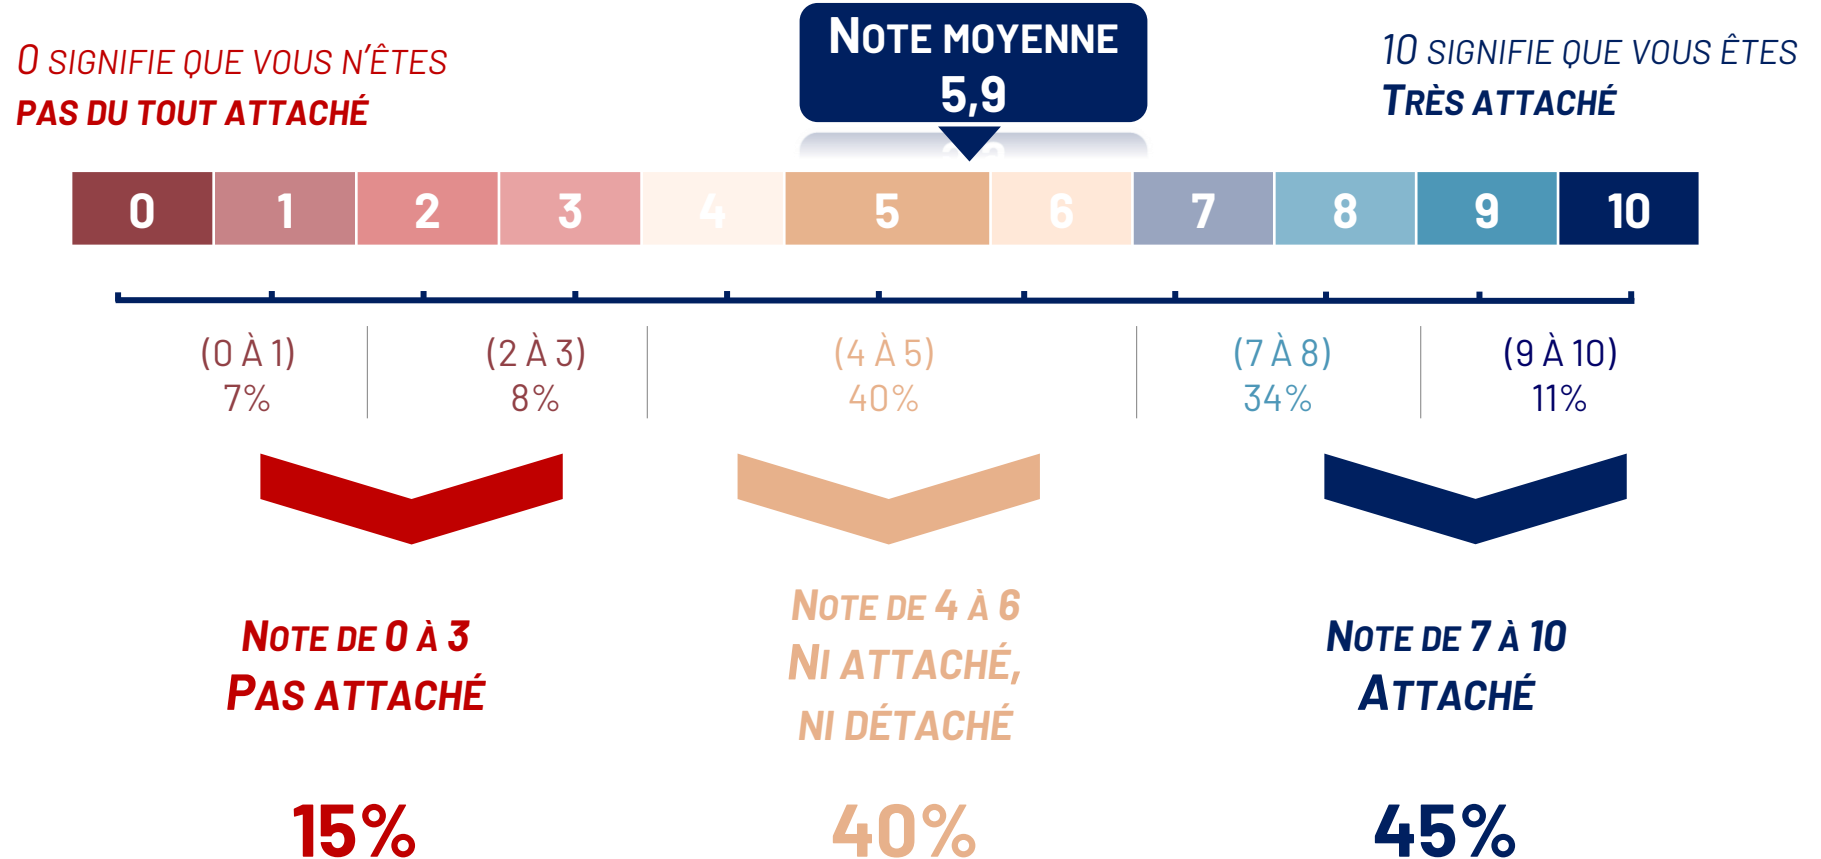 0 SIGNIFIE QUE VOUS N'ÊTES
PAS DU TOUT ATTACHÉ
NOTE MOYENNE
5,9
10 SIGNIFIE QUE VOUS ÊTES
TRÈS ATTACHÉ
0 1 2 3 4 5 6 7 8 9 10
(0 À 1)
7%
(2 À 3)
8%
(4 À 5)
40%
(7 À 8)
34%
(9 À 10)
11%
NOTE DE 0 À 3
PAS ATTACHÉ
15%
NOTE DE 4 À 6
NI ATTACHÉ,
NI DÉTACHÉ
40%
NOTE DE 7 À 10
ATTACHÉ
45%